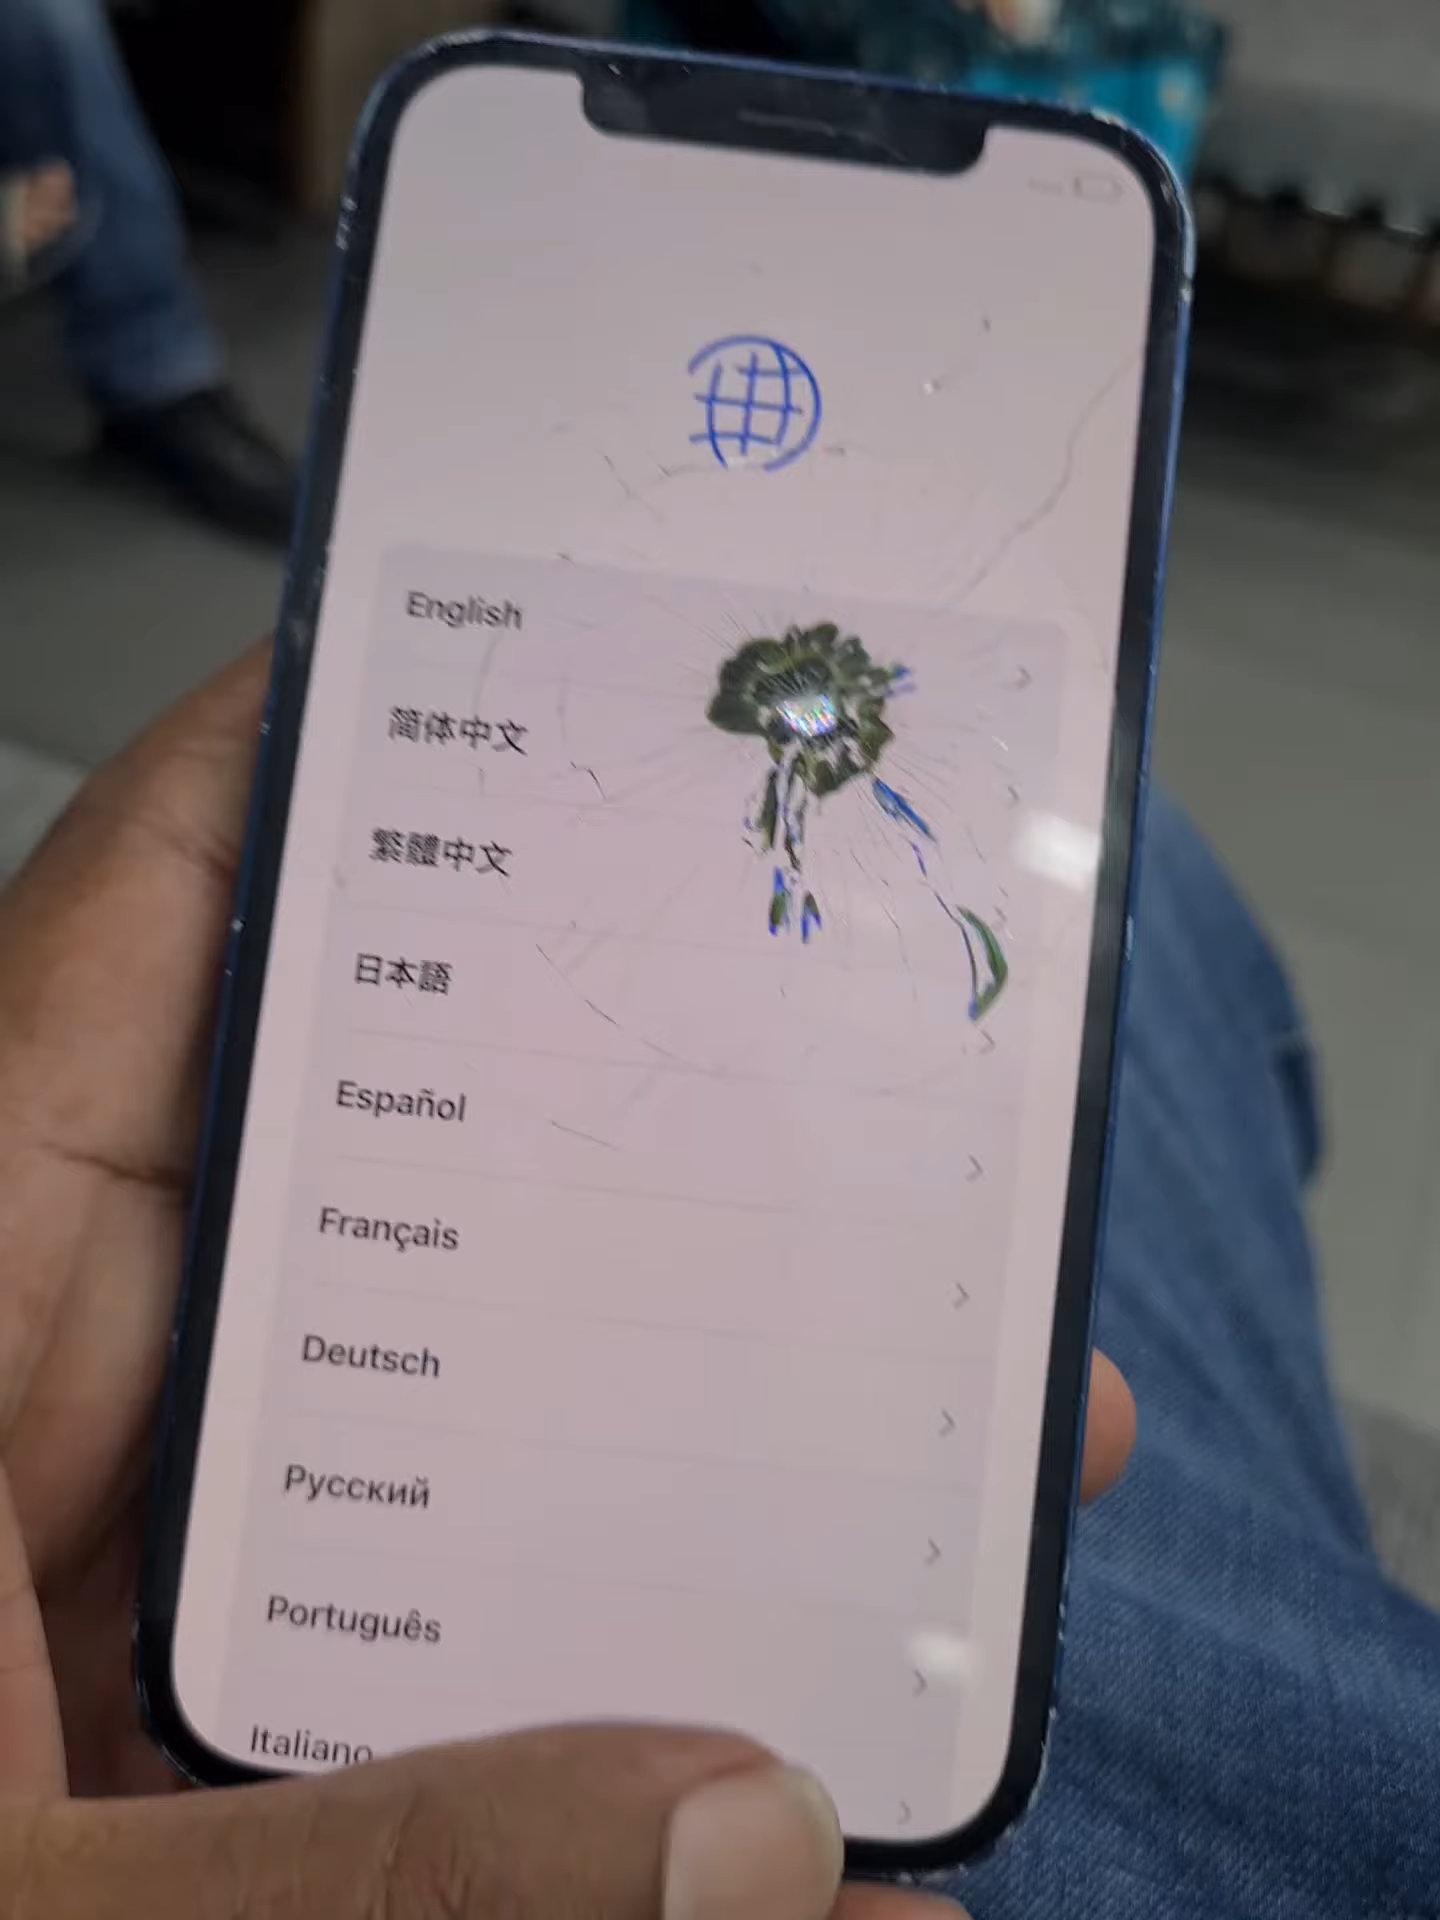 English
简体中文
繁體中文
日本語
Español
Français
Deutsch
Русский
Português
Italiano